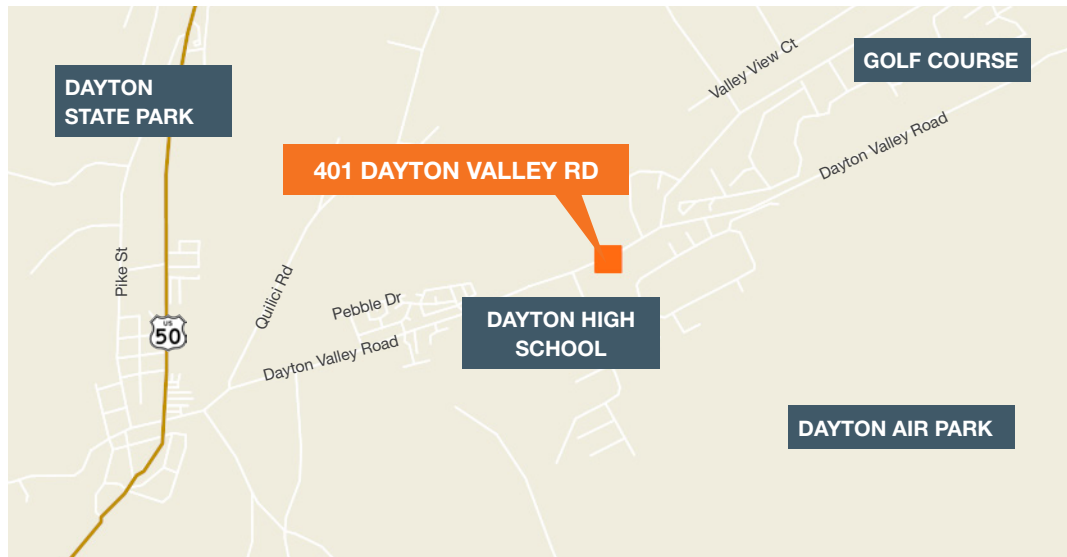 DAYTON
STATE PARK
GOLF COURSE
Valley View Ct
Dayton Valley Road
401 DAYTON VALLEY RD
Pike St
Quilici Rd
Pebble Dr
DAYTON HIGH
SCHOOL
US
50
Dayton Valley Road
DAYTON AIR PARK